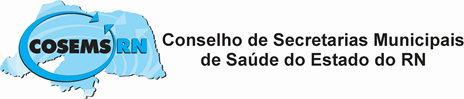 COSEMS RN
Conselho de Secretarias Municipais
de Saúde do Estado do RN